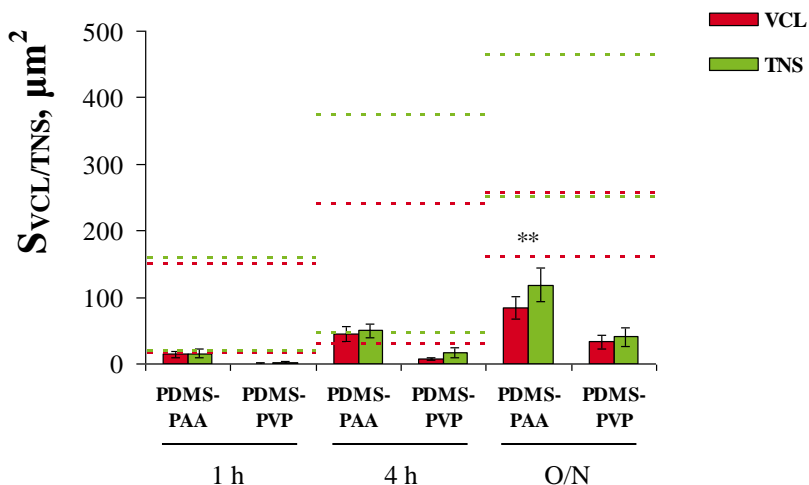 SVCL/TNS, μm²
500
400
300
200
100
0
VCL
TNS
**
PDMS-
PAA
PDMS-
PVP
PDMS-
PAA
PDMS-
PVP
PDMS-
PAA
PDMS-
PVP
1 h
4 h
O/N